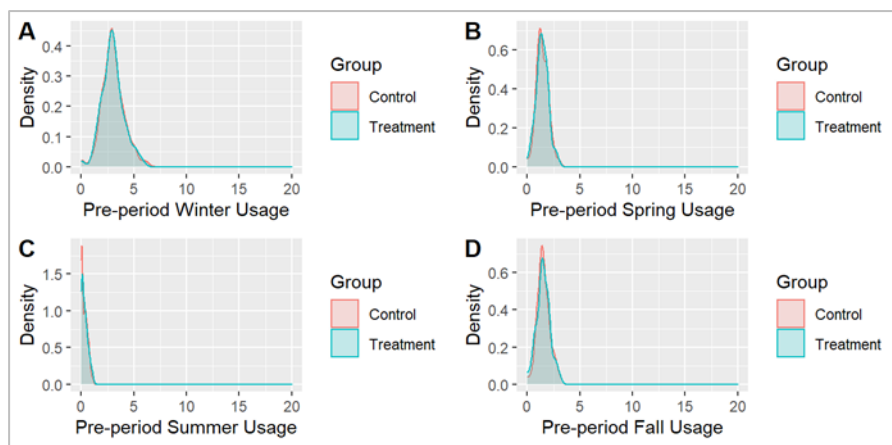 A
Density
0.4
0.3
0.2
0.1
0.0
0 5 10 15 20
Pre-period Winter Usage
Group
Control
Treatment
B
Density
0.6
0.4
0.2
0.0
0 5 10 15 20
Pre-period Spring Usage
Group
Control
Treatment
C
Density
1.5
1.0
0.5
0.0
0 5 10 15 20
Pre-period Summer Usage
Group
Control
Treatment
D
Density
0.6
0.4
0.2
0.0
0 5 10 15 20
Pre-period Fall Usage
Group
Control
Treatment